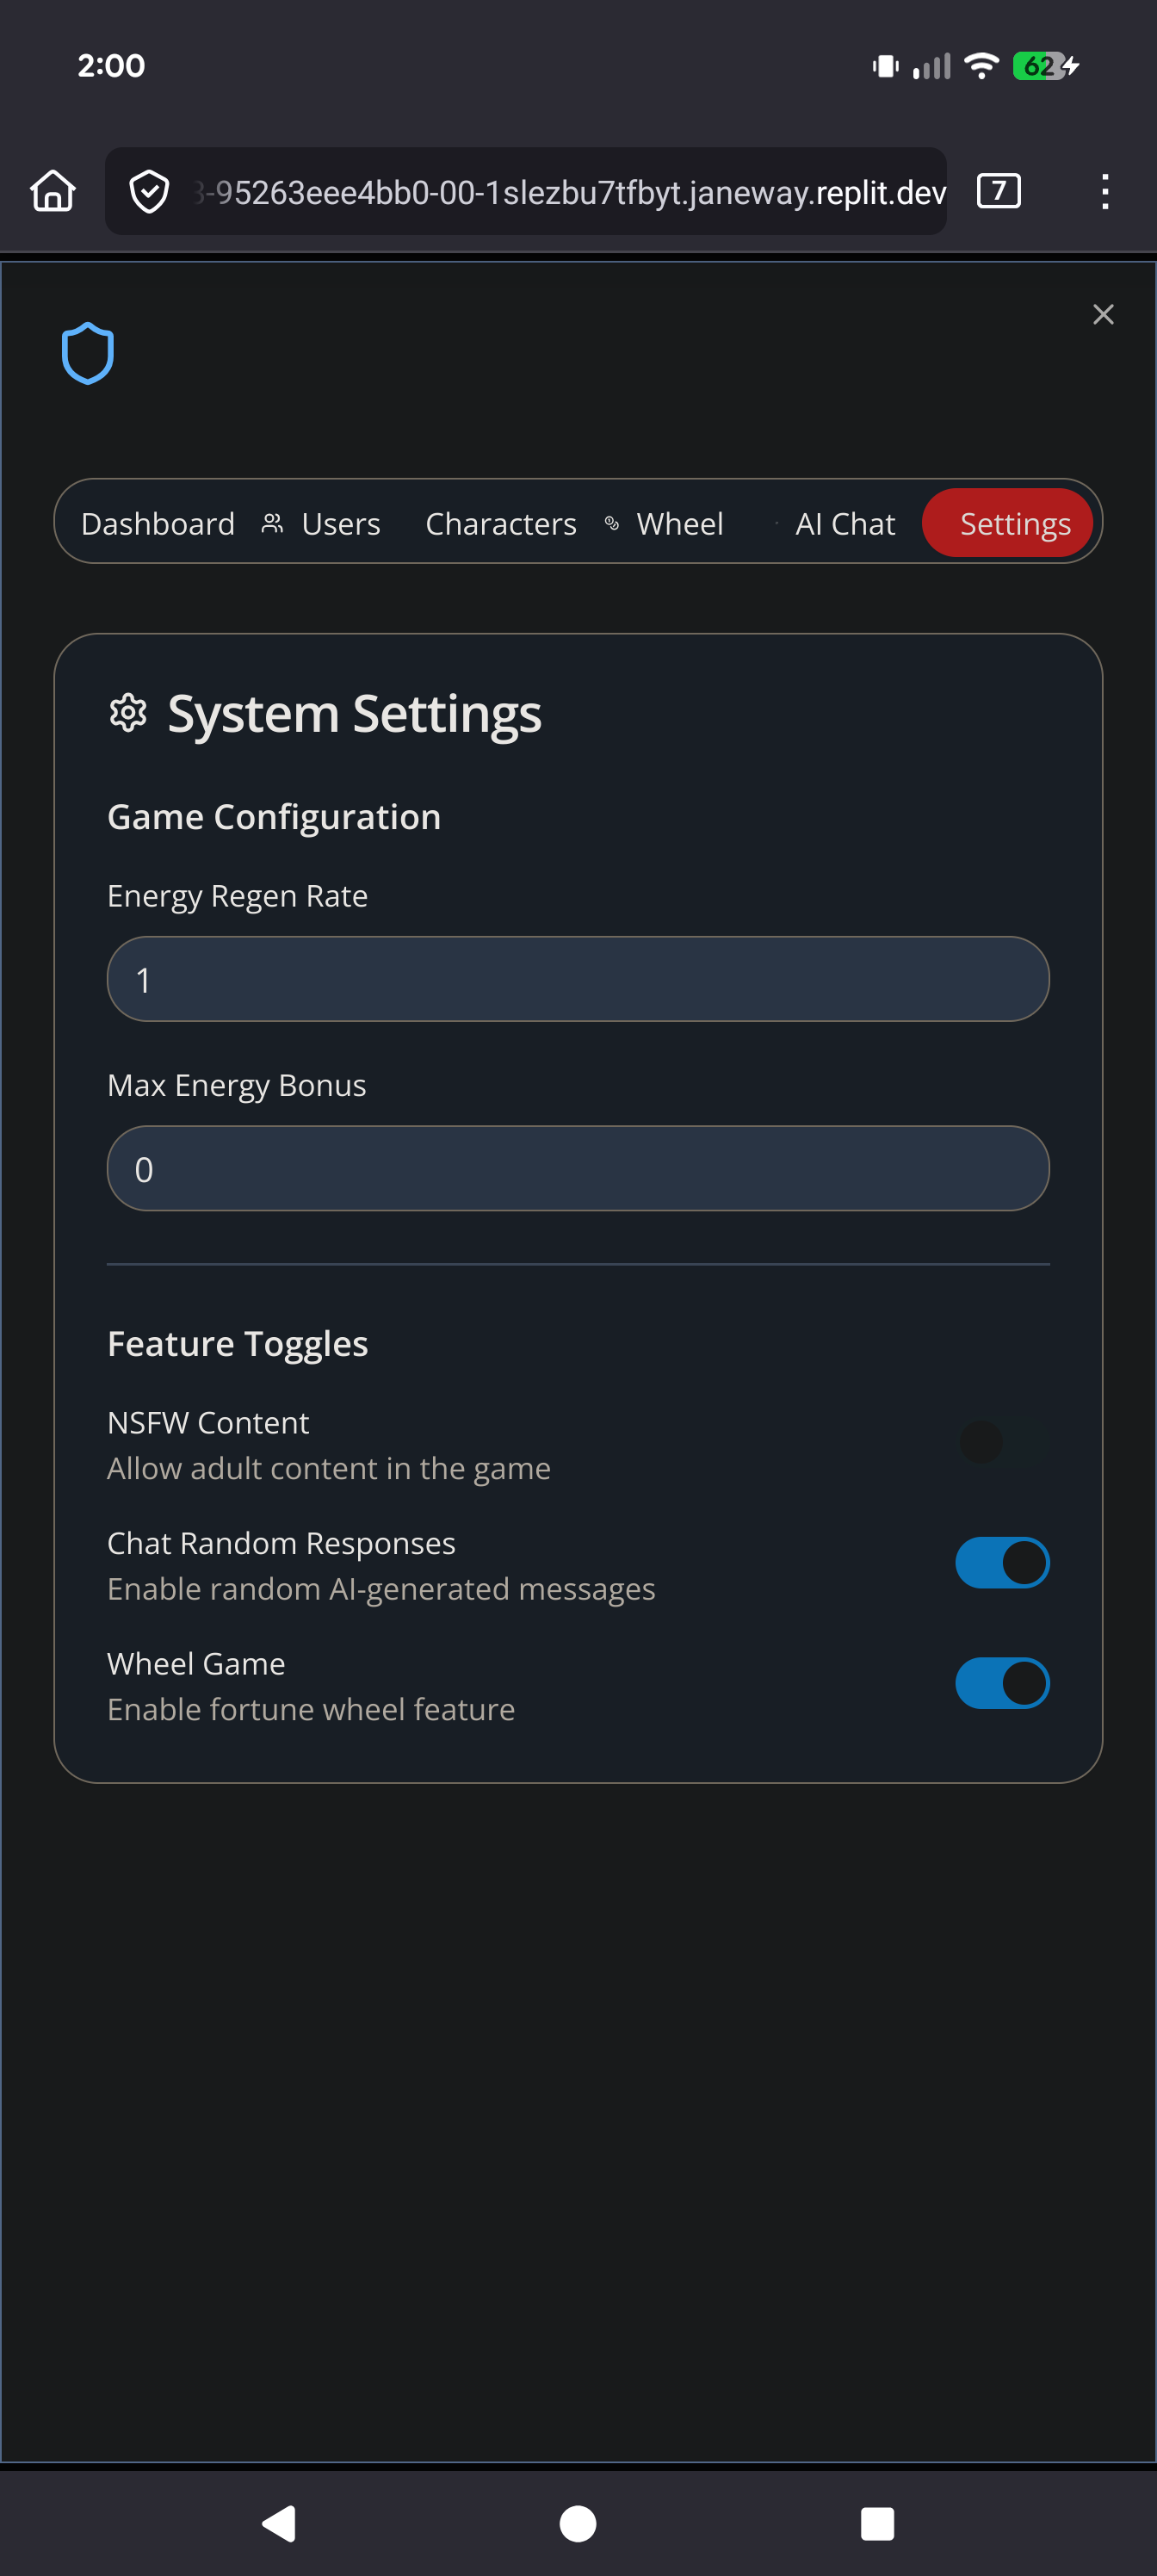 2:00
62
-95263eee4bb0-00-1slezbu7tfbyt.janeway.replit.dev
7
Dashboard Users Characters Wheel AI Chat Settings
System Settings
Game Configuration
Energy Regen Rate
1
Max Energy Bonus
0
Feature Toggles
NSFW Content
Allow adult content in the game
Chat Random Responses
Enable random AI-generated messages
Wheel Game
Enable fortune wheel feature